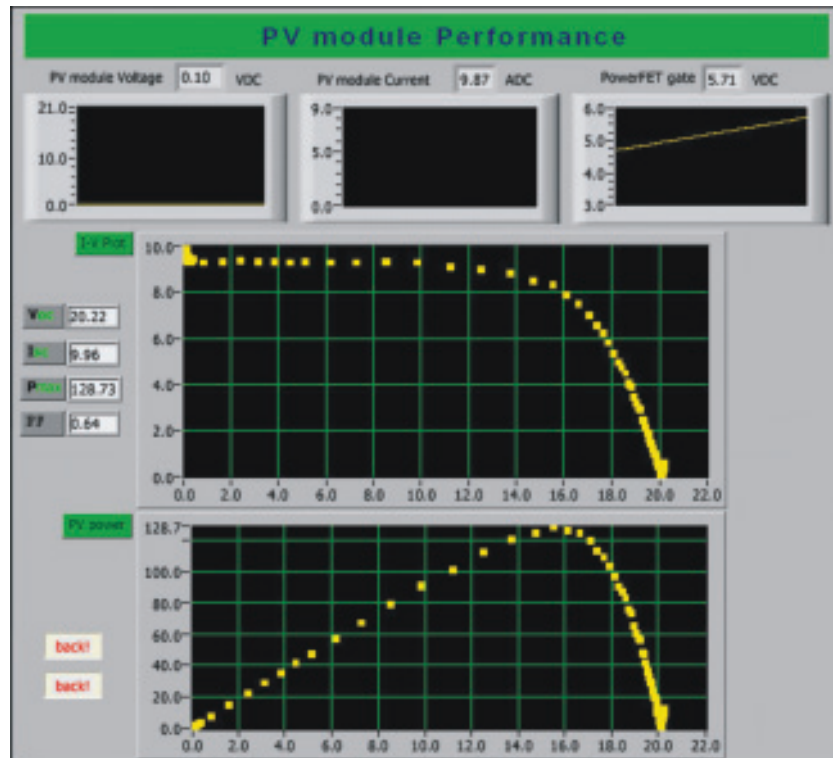 PV module Performance
PV module Voltage 0.10 VDC
PV module Current 9.87 ADC
PowerFET gate 5.71 VDC
21.0
10.0
0.0
9.0
5.0
0.0
6.0
5.0
4.0
3.0
I-V Plot
10.0
8.0
6.0
4.0
2.0
0.0
0.0 2.0 4.0 6.0 8.0 10.0 12.0 14.0 16.0 18.0 20.0 22.0
Voc 20.22
Isc 9.96
Pmax 128.73
FF 0.64
PV power
128.7
100.0
80.0
60.0
40.0
20.0
0.0
0.0 2.0 4.0 6.0 8.0 10.0 12.0 14.0 16.0 18.0 20.0 22.0
back!
back!